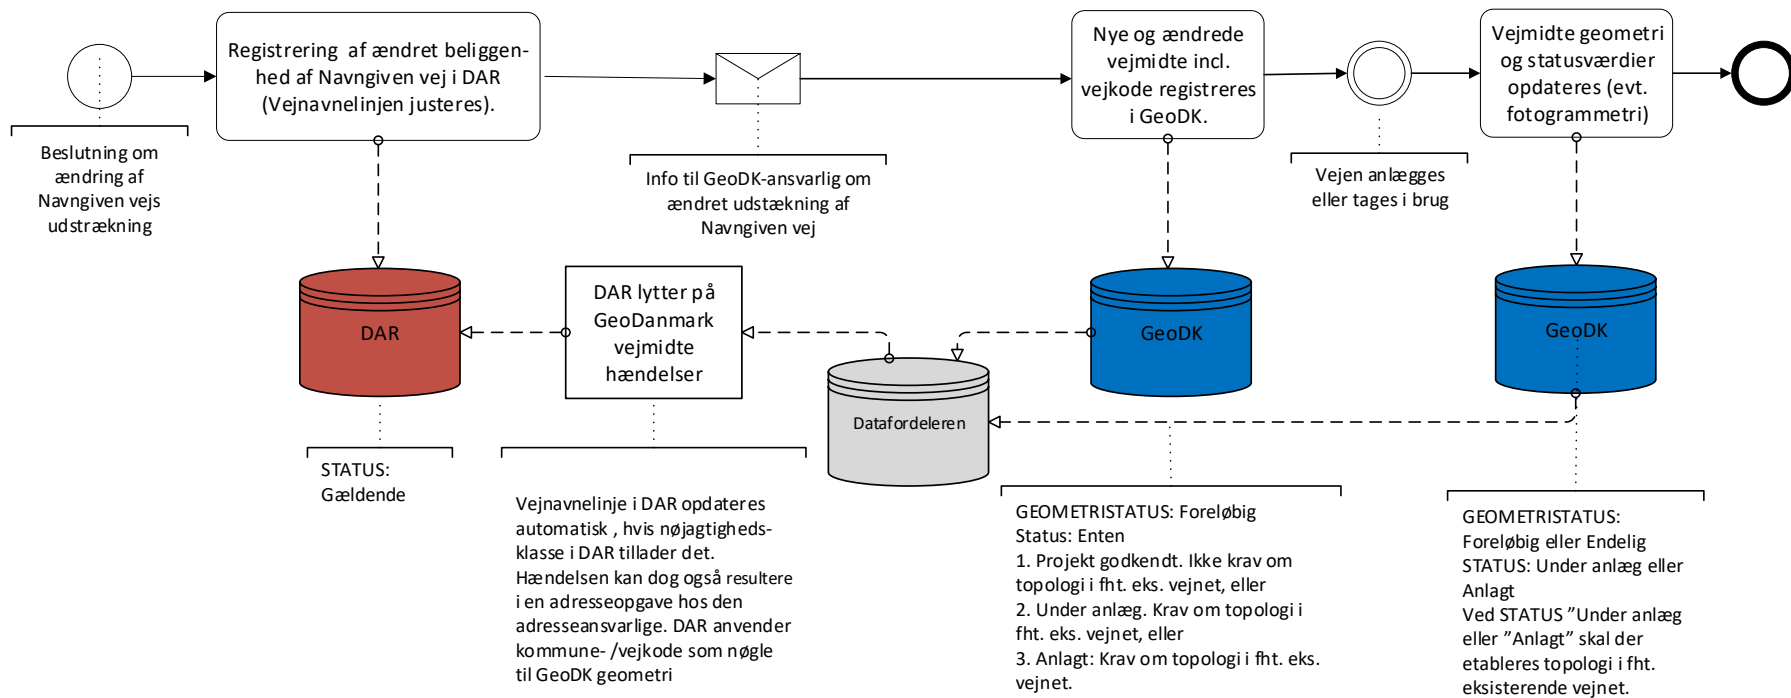 Registrering af ændret beliggen-
hed af Navngiven vej i DAR
(Vejnavnelinjen justeres).
Nye og ændrede
vejmidte incl.
vejkode registreres
i GeoDK.
Vejmidte geometri
og statusværdier
opdateres (evt.
fotogrammetri)
Beslutning om
ændring af
Navngiven vejs
udstrækning
Info til GeoDK-ansvarlig om
ændret udstækning af
Navngiven vej
Vejen anlægges
eller tages i brug
DAR
DAR lytter på
GeoDanmark
vejmidte
hændelser
Datafordeleren
GeoDK
GeoDK
STATUS:
Gældende
Vejnavnelinje i DAR opdateres
automatisk , hvis nøjagtigheds-
klasse i DAR tillader det.
Hændelsen kan dog også resultere
i en adresseopgave hos den
adresseansvarlige. DAR anvender
kommune- /vejkode som nøgle
til GeoDK geometri
GEOMETRISTATUS: Foreløbig
Status: Enten
1. Projekt godkendt. Ikke krav om
topologi i fht. eks. vejnet, eller
2. Under anlæg. Krav om topologi i
fht. eks. vejnet, eller
3. Anlagt: Krav om topologi i fht. eks.
vejnet.
GEOMETRISTATUS:
Foreløbig eller Endelig
STATUS: Under anlæg eller
Anlagt
Ved STATUS ”Under anlæg
eller ”Anlagt” skal der
etableres topologi i fht.
eksisterende vejnet.